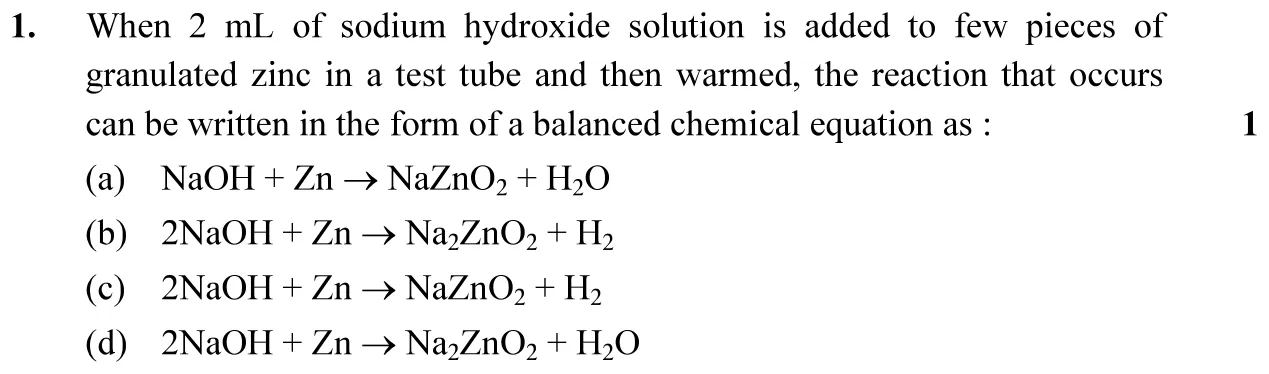 1. When 2 mL of sodium hydroxide solution is added to few pieces of
granulated zinc in a test tube and then warmed, the reaction that occurs
can be written in the form of a balanced chemical equation as : 1
(a) NaOH + Zn → NaZnO₂ + H₂O
(b) 2NaOH + Zn → Na₂ZnO₂ + H₂
(c) 2NaOH + Zn → NaZnO₂ + H₂
(d) 2NaOH + Zn → Na₂ZnO₂ + H₂O